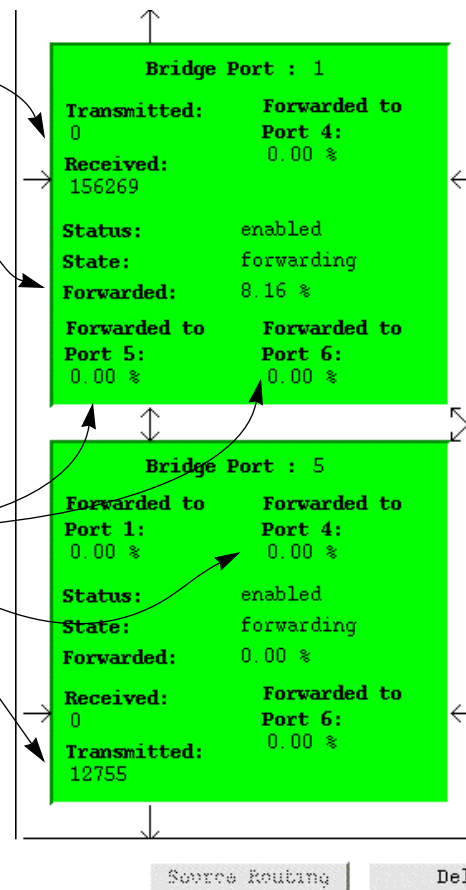 Bridge Port : 1
Transmitted: Forwarded to
0 Port 4:
0.00 %
Received:
156269
Status: enabled
State: forwarding
Forwarded: 8.16 %
Forwarded to Forwarded to
Port 5: Port 6:
0.00 % 0.00 %
Bridge Port : 5
Forwarded to Forwarded to
Port 1: Port 4:
0.00 % 0.00 %
Status: enabled
State: forwarding
Forwarded: 0.00 %
Received: Forwarded to
0 Port 6:
0.00 %
Transmitted:
12755
Source Routing Del